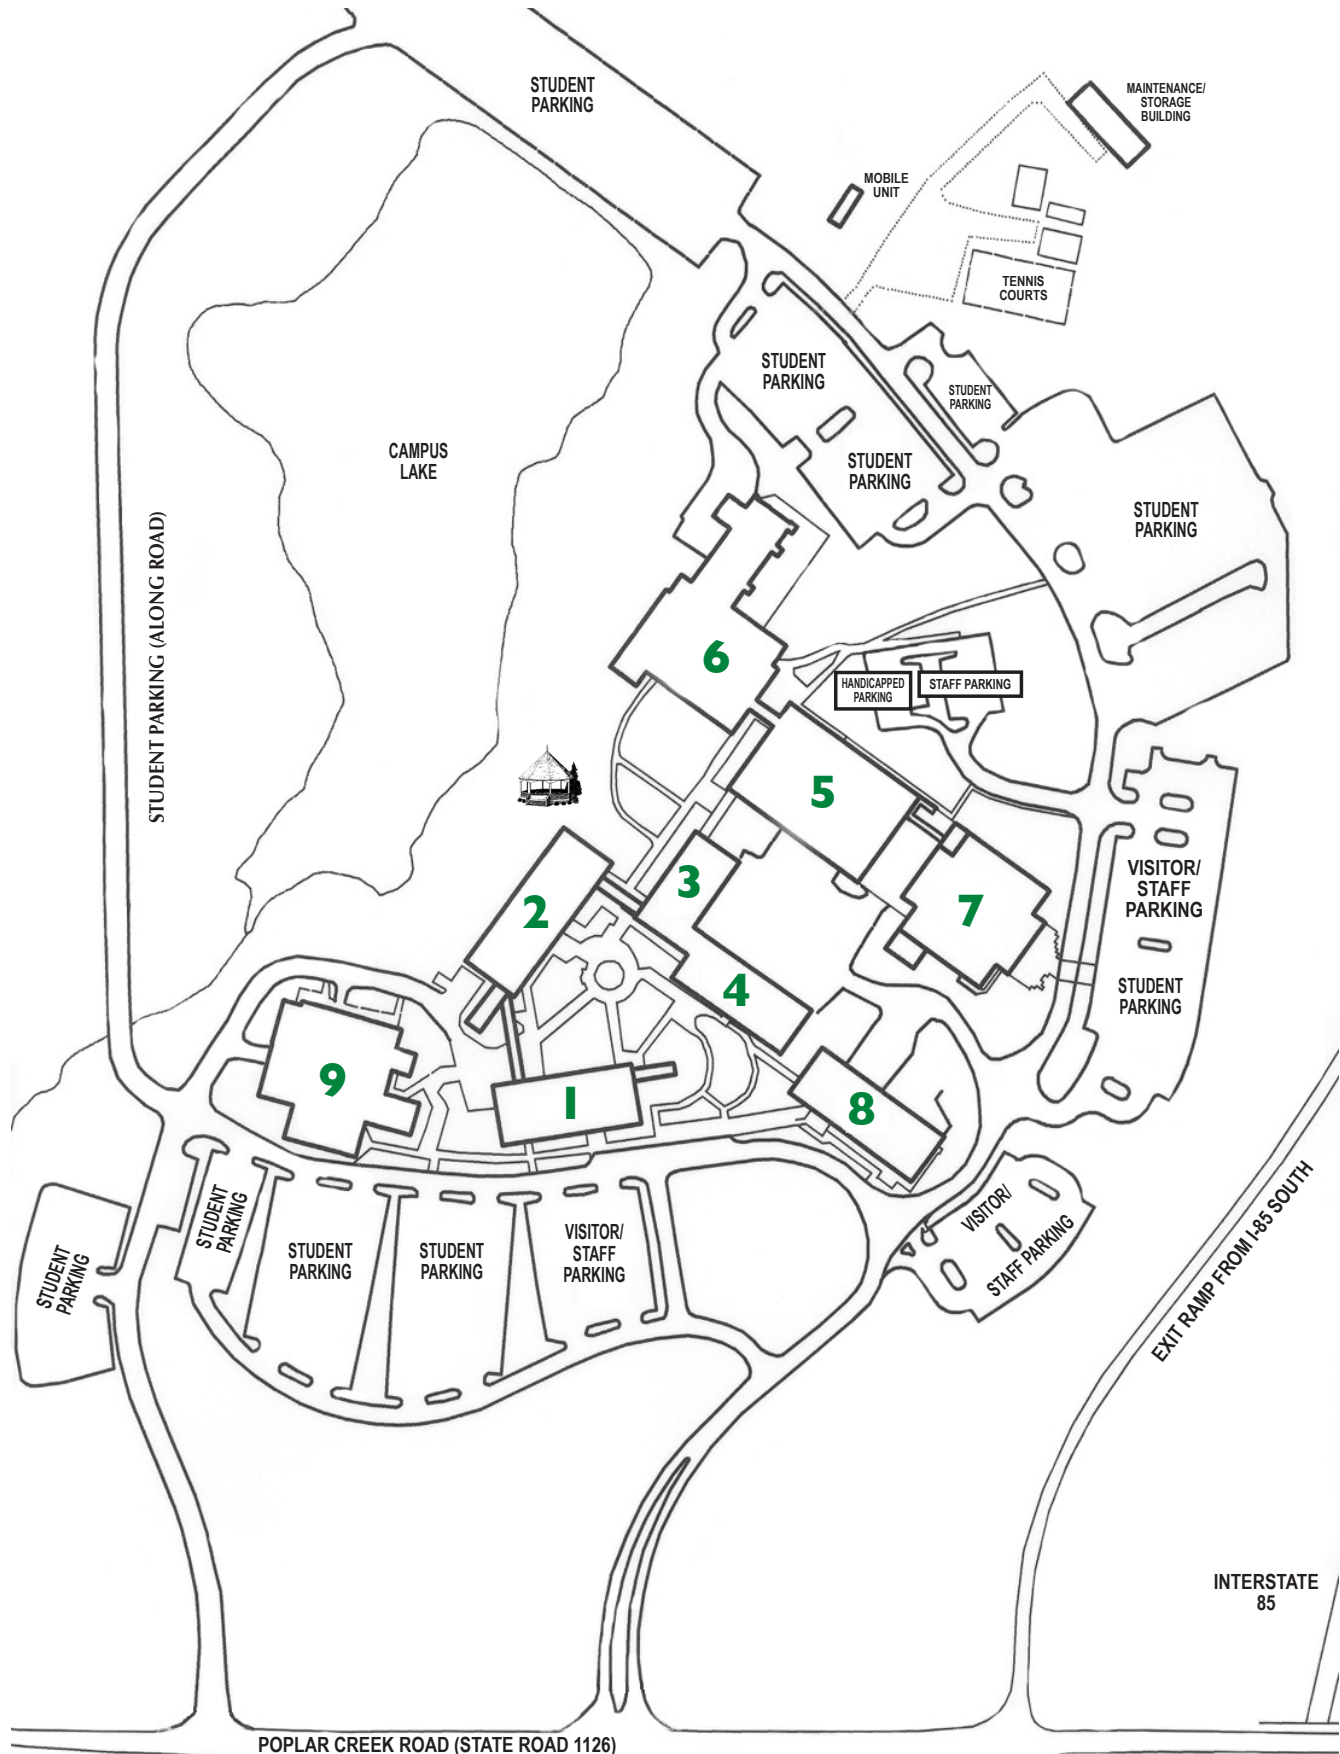 STUDENT
PARKING
MAINTENANCE/
STORAGE
BUILDING
MOBILE
UNIT
TENNIS
COURTS
STUDENT
PARKING
STUDENT
PARKING
CAMPUS
LAKE
STUDENT
PARKING
STUDENT
PARKING
STUDENT PARKING (ALONG ROAD)
6
HANDICAPPED
PARKING
STAFF PARKING
5
VISITOR/
STAFF
PARKING
3
2
7
4
STUDENT
PARKING
9
1
8
STUDENT
PARKING
VISITOR/
STAFF PARKING
STUDENT
PARKING
STUDENT
PARKING
STUDENT
PARKING
VISITOR/
STAFF
PARKING
EXIT RAMP FROM I-85 SOUTH
INTERSTATE
85
POPLAR CREEK ROAD (STATE ROAD 1126)